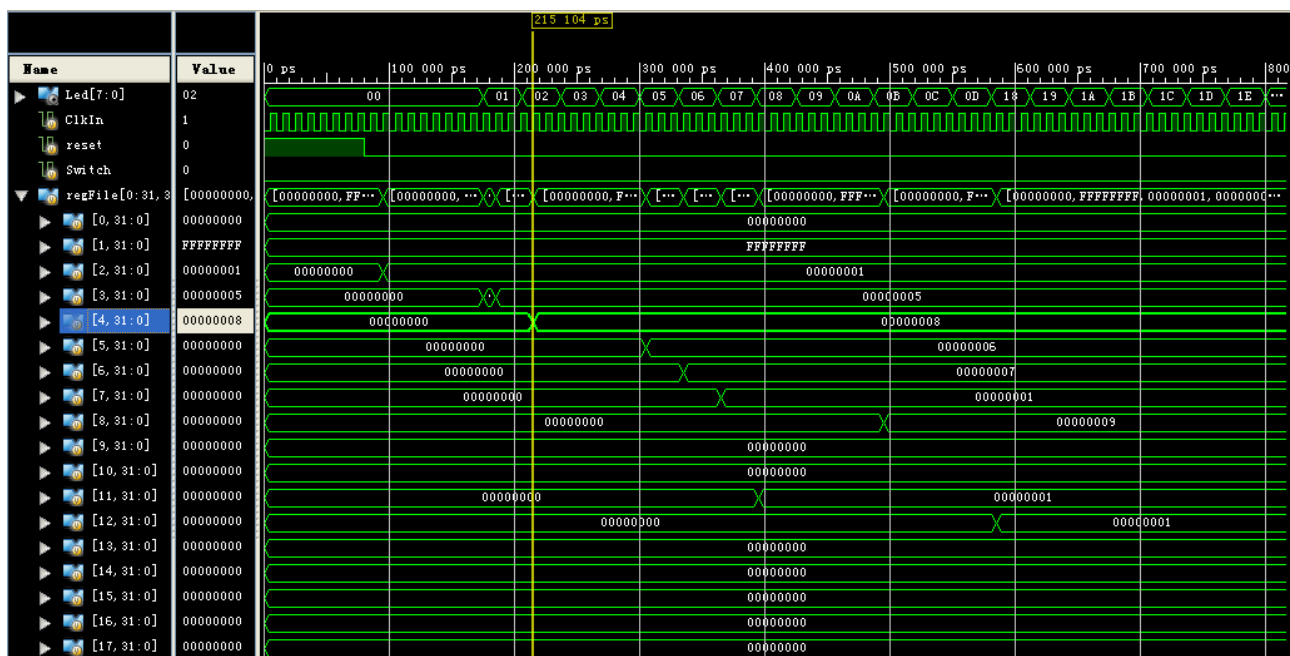 215 104 ps
Name Value 0 ps 100 000 ps 200 000 ps 300 000 ps 400 000 ps 500 000 ps 600 000 ps 700 000 ps 800
Led[7:0] 02 00 01 02 03 04 05 06 07 08 09 0A 0B 0C 0D 18 19 1A 1B 1C 1D 1E ...
ClkIn 1
reset 0
Switch 0
regFile[0:31, 3 [00000000, [00000000, FF... [00000000, ... [... [00000000, F... [... [... [... [00000000, FFF... [00000000, F... [00000000, FFFFFFFF, 00000001, 0000000...
[0, 31:0] 00000000 00000000
[1, 31:0] FFFFFFFF FFFFFFFF
[2, 31:0] 00000001 00000000 00000001
[3, 31:0] 00000005 00000000 00000005
[4, 31:0] 00000008 00000000 00000008
[5, 31:0] 00000000 00000000 00000006
[6, 31:0] 00000000 00000000 00000007
[7, 31:0] 00000000 00000000 00000001
[8, 31:0] 00000000 00000000 00000009
[9, 31:0] 00000000 00000000
[10, 31:0] 00000000 00000000
[11, 31:0] 00000000 00000000 00000001
[12, 31:0] 00000000 00000000 00000001
[13, 31:0] 00000000 00000000
[14, 31:0] 00000000 00000000
[15, 31:0] 00000000 00000000
[16, 31:0] 00000000 00000000
[17, 31:0] 00000000 00000000